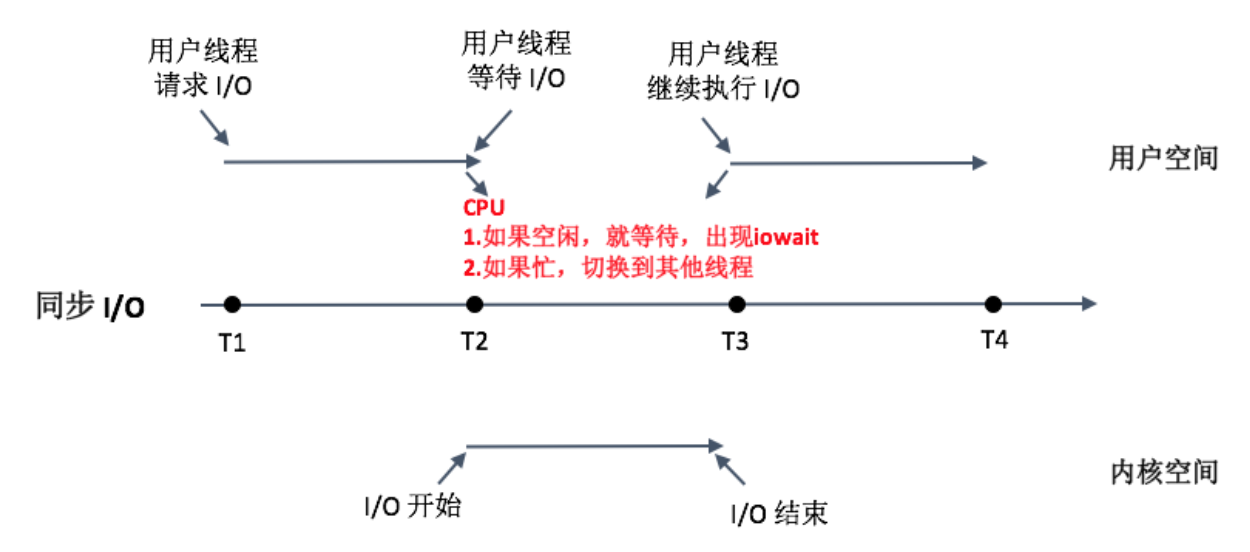 用户线程
请求 I/O
用户线程
等待 I/O
用户线程
继续执行 I/O
用户空间
CPU
1.如果空闲，就等待，出现iowait
2.如果忙，切换到其他线程
同步 I/O
T1
T2
T3
T4
I/O 开始
I/O 结束
内核空间